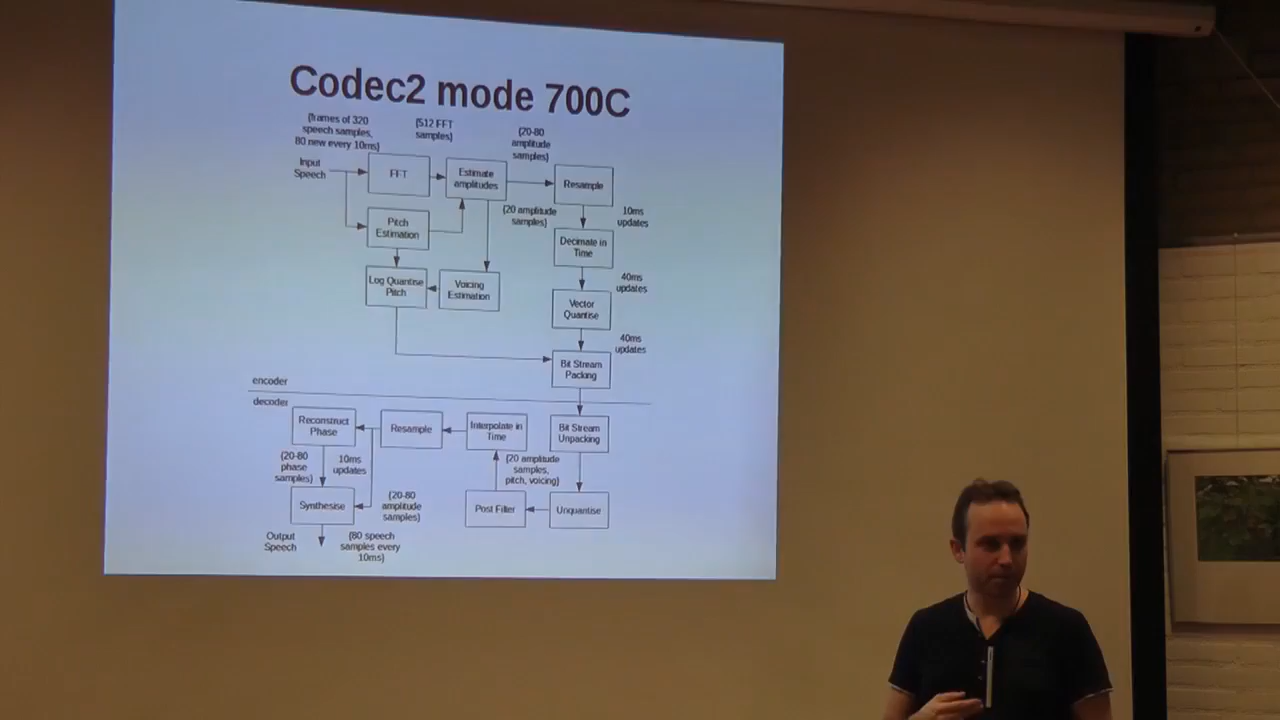 Codec2 mode 700C
(frames of 320
speech samples,
80 new every 10ms)
(512 FFT
samples)
(20-80
amplitude
samples)
Input
Speech
FFT
Estimate
amplitudes
Resample
(20 amplitude
samples)
10ms
updates
Pitch
Estimation
Decimate in
Time
40ms
updates
Log Quantise
Pitch
Voicing
Estimation
Vector
Quantise
40ms
updates
Bit Stream
Packing
encoder
decoder
Reconstruct
Phase
Resample
Interpolate in
Time
Bit Stream
Unpacking
(20-80
phase
samples)
10ms
updates
(20 amplitude
samples,
pitch, voicing)
Synthesise
(20-80
amplitude
samples)
Post Filter
Unquantise
Output
Speech
(80 speech
samples every
10ms)